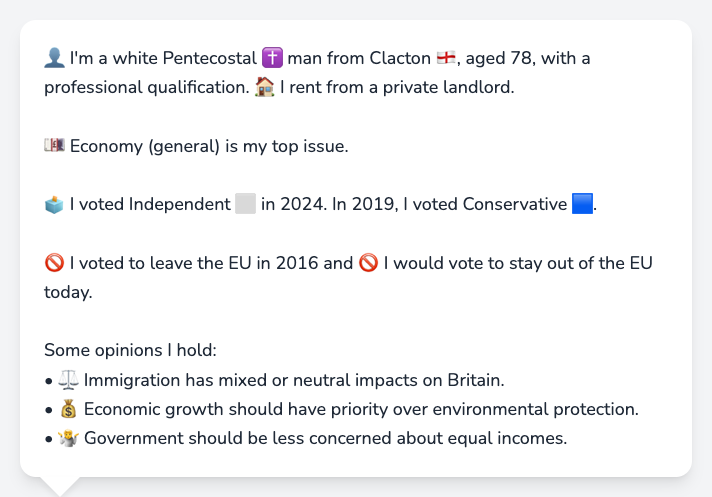 👤 I'm a white Pentecostal ✝️ man from Clacton 🏴󠁧󠁢󠁥󠁮󠁧󠁿, aged 78, with a
professional qualification. 🏠 I rent from a private landlord.
💷 Economy (general) is my top issue.
🗳️ I voted Independent ⬜ in 2024. In 2019, I voted Conservative 🟦.
🚫 I voted to leave the EU in 2016 and 🚫 I would vote to stay out of the EU
today.
Some opinions I hold:
• ⚖️ Immigration has mixed or neutral impacts on Britain.
• 💰 Economic growth should have priority over environmental protection.
• 🤷 Government should be less concerned about equal incomes.